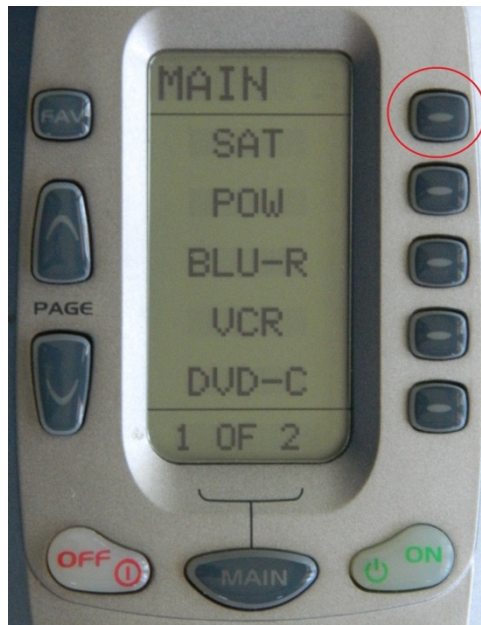 MAIN
FAV
SAT
POW
BLU-R
PAGE
VCR
DVD-C
1 OF 2
OFF
MAIN
ON